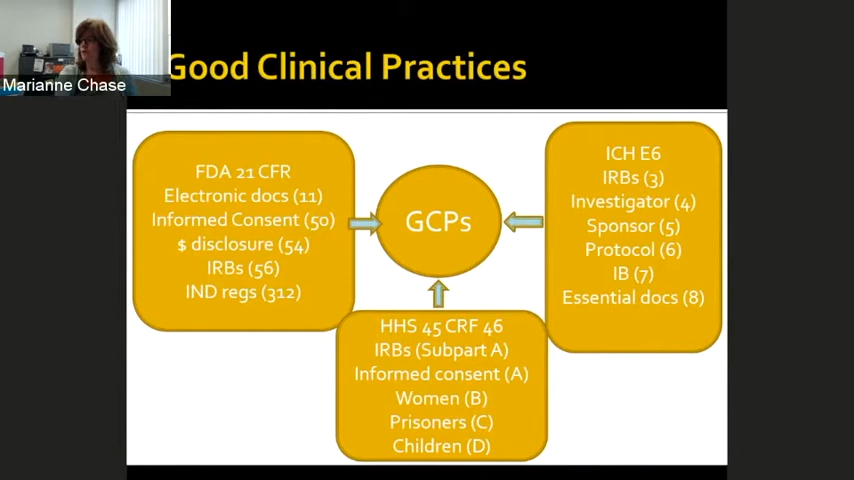 Marianne Chase
Good Clinical Practices
FDA 21 CFR
Electronic docs (11)
Informed Consent (50)
$ disclosure (54)
IRBs (56)
IND regs (312)
GCPs
ICH E6
IRBs (3)
Investigator (4)
Sponsor (5)
Protocol (6)
IB (7)
Essential docs (8)
HHS 45 CRF 46
IRBs (Subpart A)
Informed consent (A)
Women (B)
Prisoners (C)
Children (D)